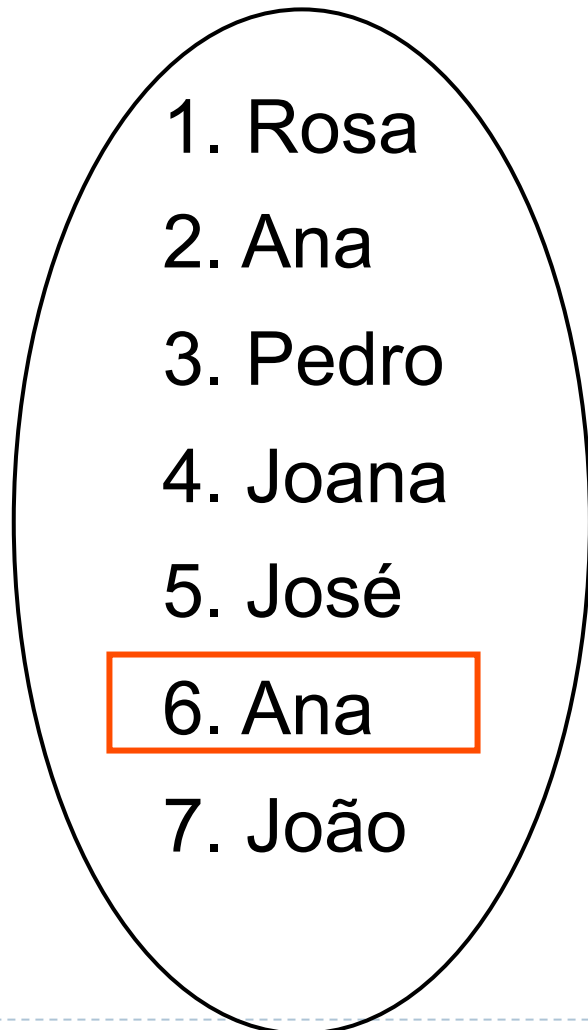 1. Rosa
2. Ana
3. Pedro
4. Joana
5. José
6. Ana
7. João